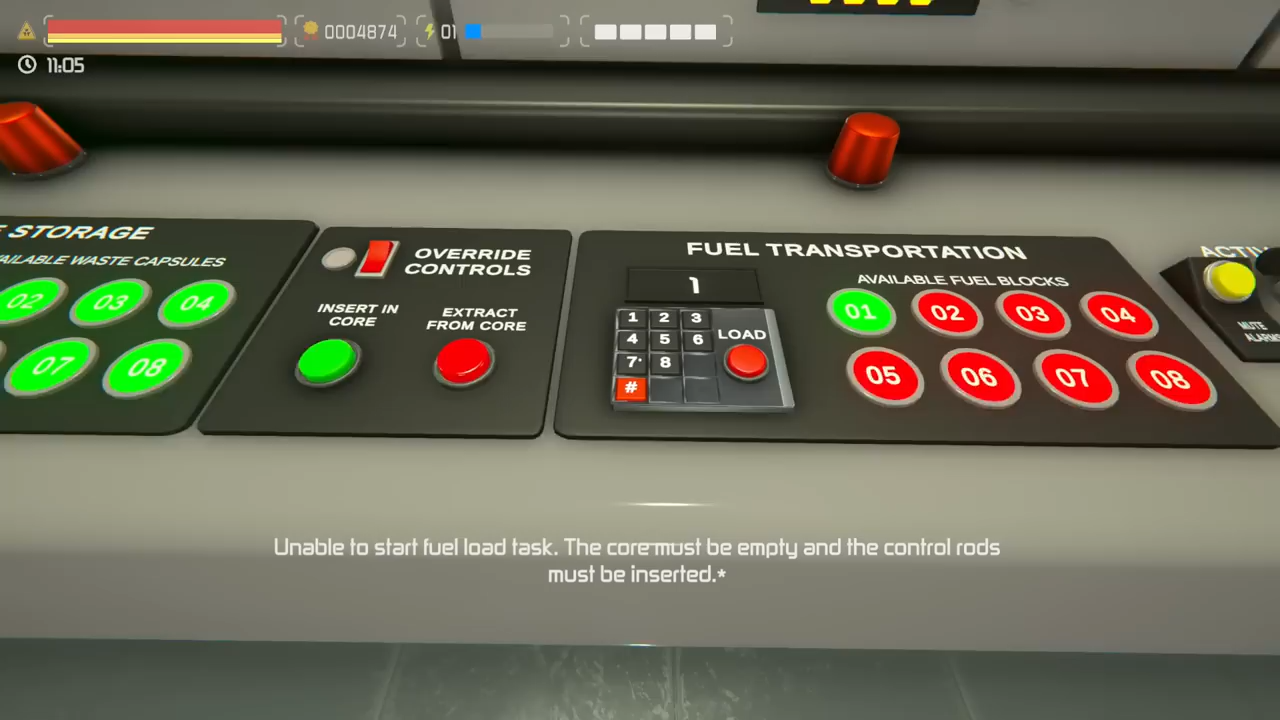 0004874
01
11:05
STORAGE
AVAILABLE WASTE CAPSULES
02 03 04
07 08
OVERRIDE
CONTROLS
INSERT IN
CORE
EXTRACT
FROM CORE
FUEL TRANSPORTATION
1
1 2 3
4 5 6
7 8
#
LOAD
AVAILABLE FUEL BLOCKS
01 02 03 04
05 06 07 08
MUTE
Unable to start fuel load task. The core must be empty and the control rods
must be inserted.*